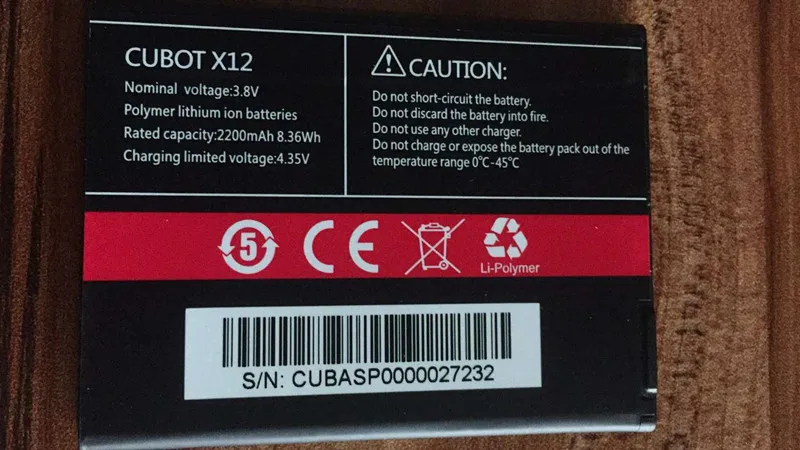 CUBOT X12
Nominal voltage:3.8V
Polymer lithium ion batteries
Rated capacity:2200mAh 8.36Wh
Charging limited voltage:4.35V
CAUTION:
Do not short-circuit the battery.
Do not discard the battery into fire.
Do not use any other charger.
Do not charge or expose the battery pack out of the
temperature range 0℃-45℃
5
CE
Li-Polymer
S/N: CUBASP0000027232